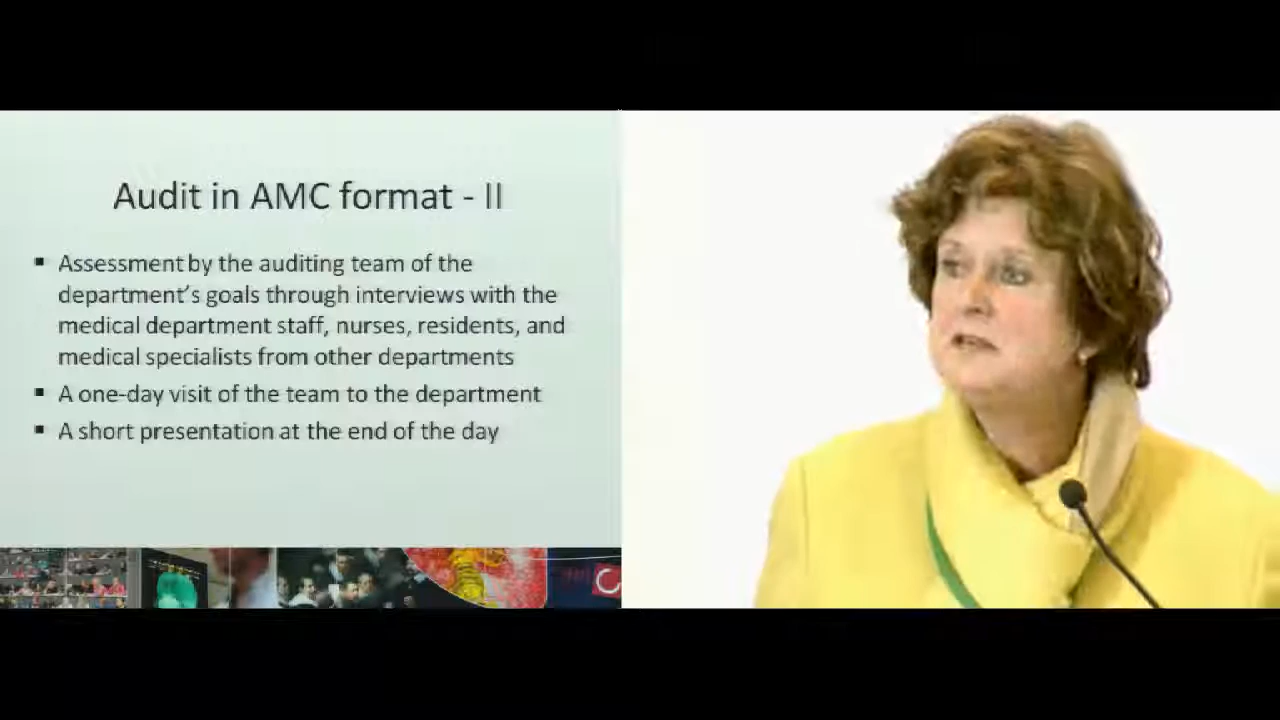 Audit in AMC format - II
▪ Assessment by the auditing team of the
department's goals through interviews with the
medical department staff, nurses, residents, and
medical specialists from other departments
▪ A one-day visit of the team to the department
▪ A short presentation at the end of the day